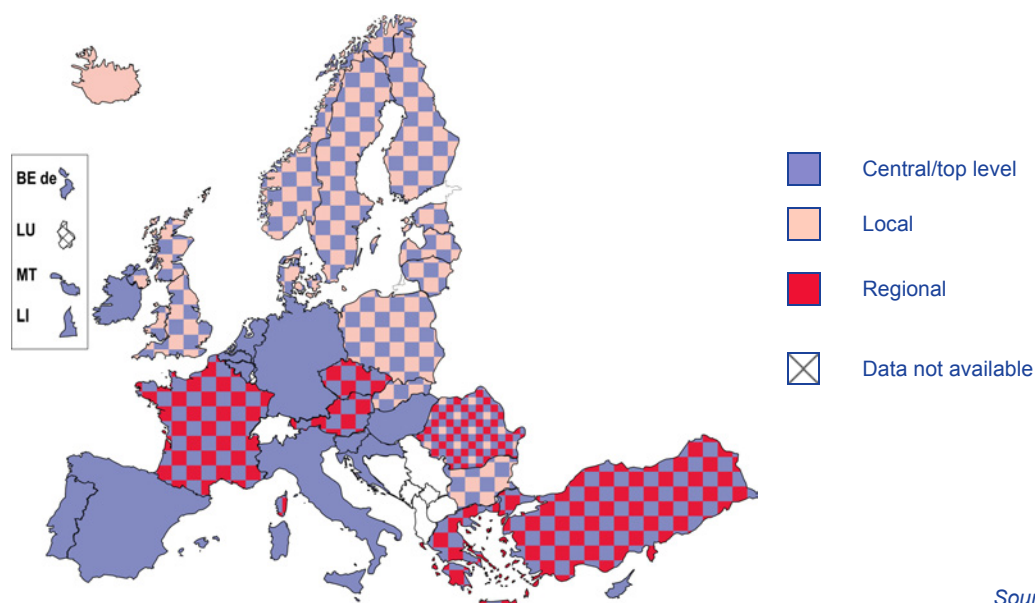 BE de
LU
MT
LI
Central/top level
Local
Regional
Data not available